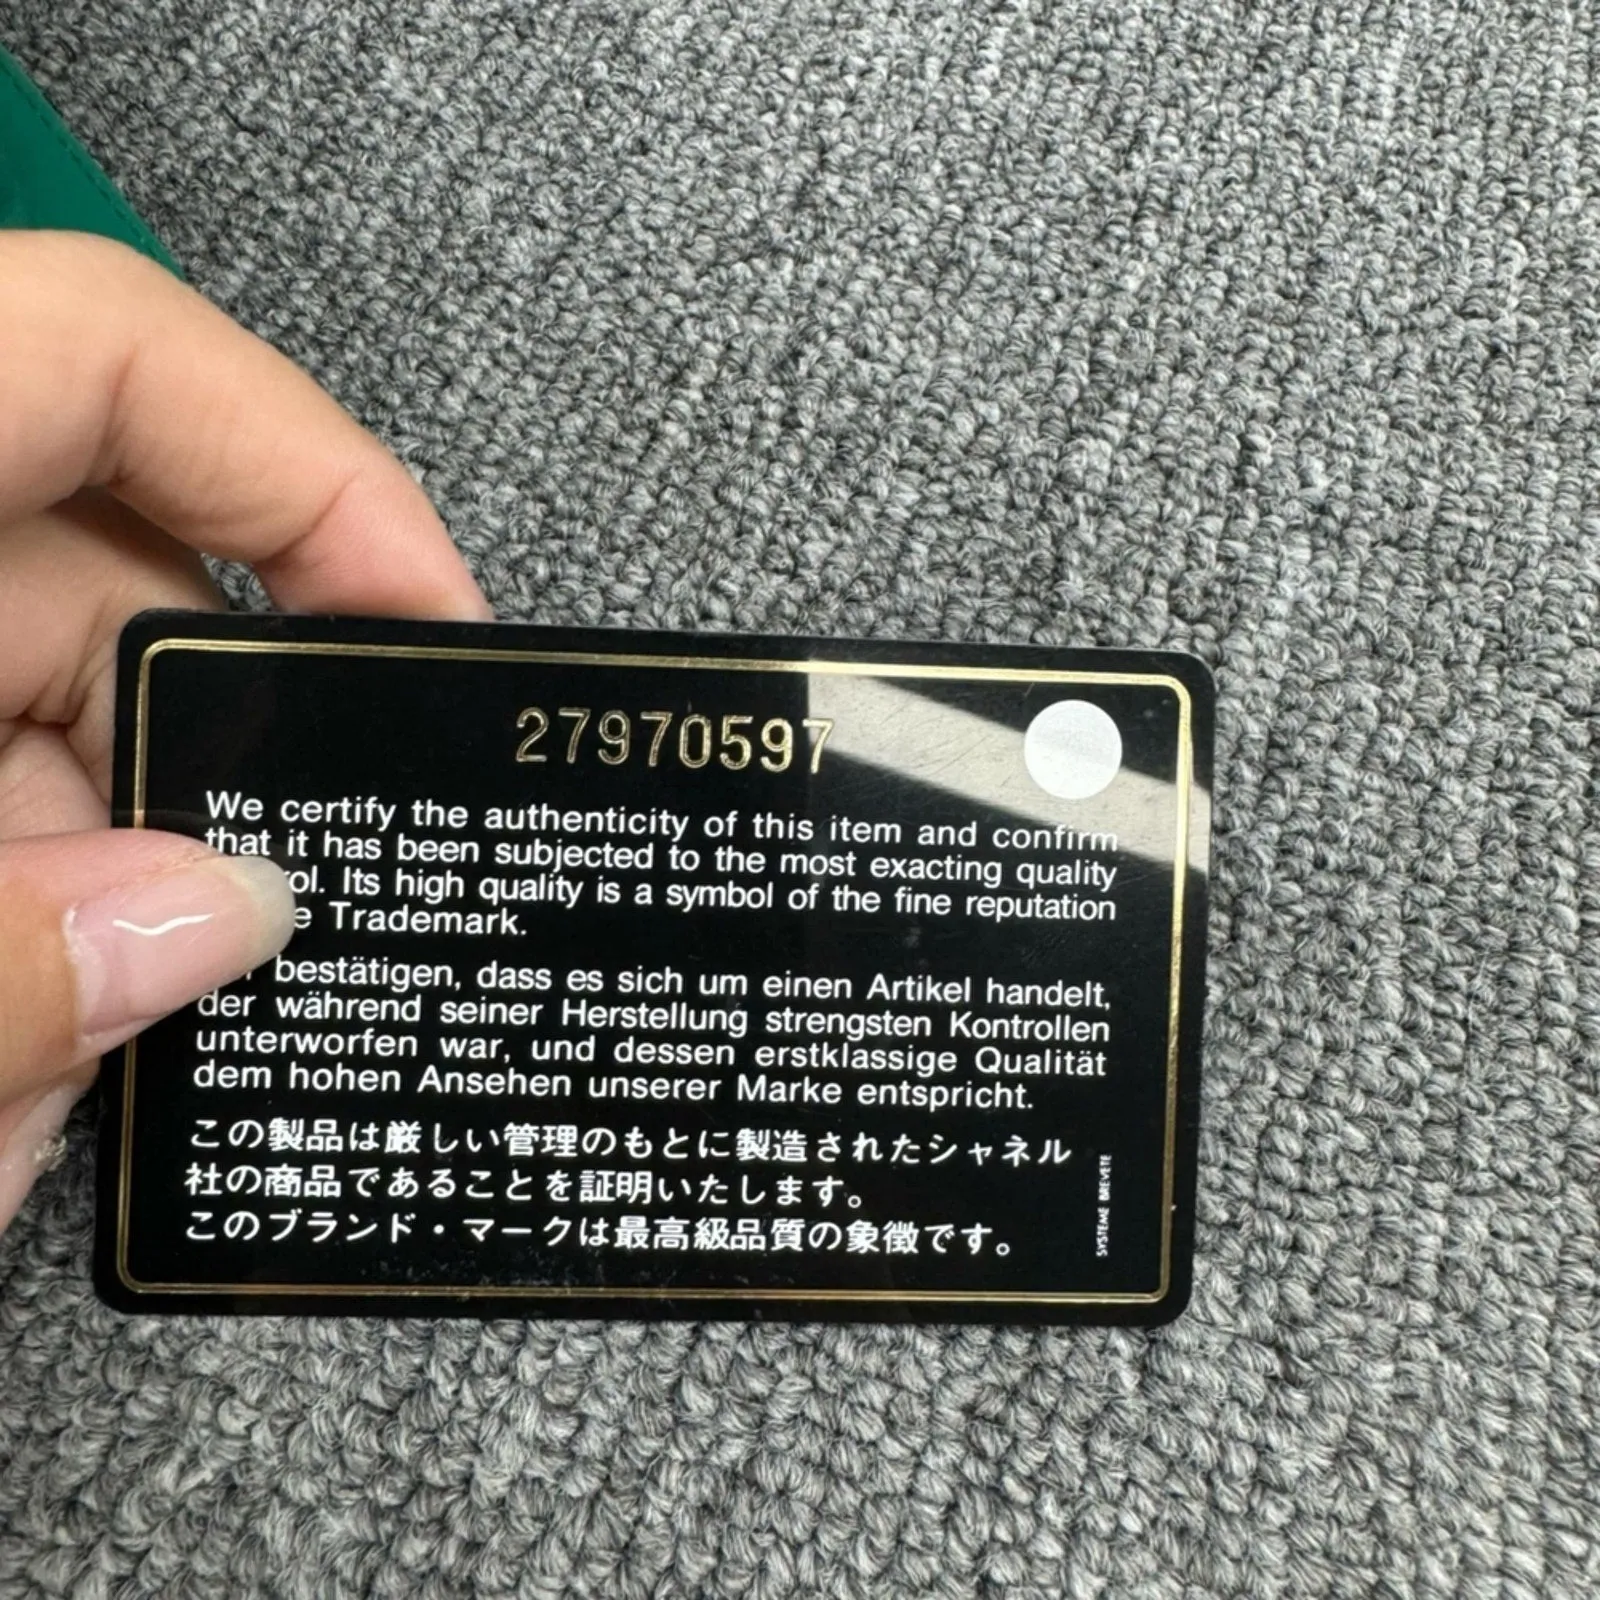 27970597
We certify the authenticity of this item and confirm
that it has been subjected to the most exacting quality
Its high quality is a symbol of the fine reputation
Trademark.
bestätigen, dass es sich um einen Artikel handelt,
der während seiner Herstellung strengsten Kontrollen
unterworfen war, und dessen erstklassige Qualität
dem hohen Ansehen unserer Marke entspricht.
この製品は厳しい管理のもとに製造されたシャネル
社の商品であることを証明いたします。
このブランド・マークは最高級品質の象徴です。
SYSTEME BREVETE